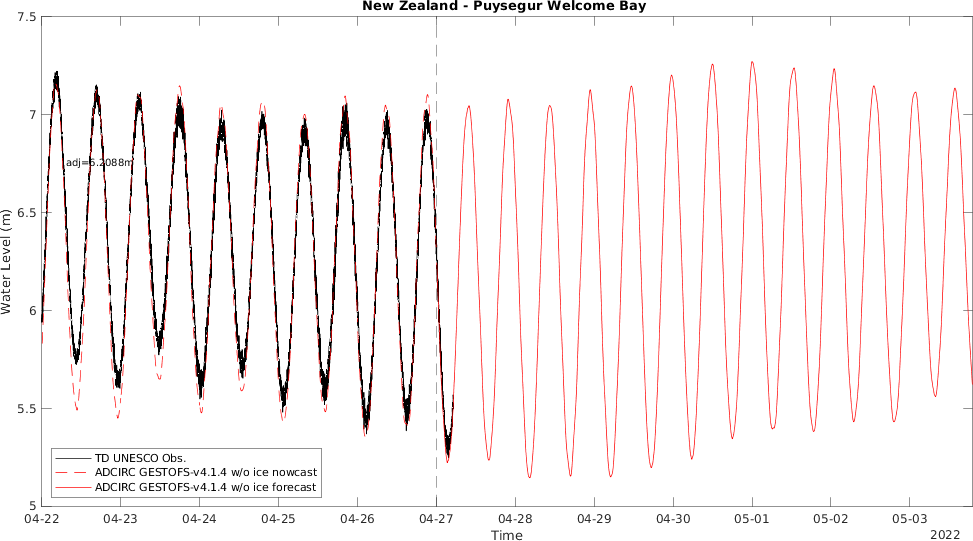 New Zealand - Puysegur Welcome Bay
7.5
7
6.5
6
5.5
5
Water Level (m)
adj=6.2088m
TD UNESCO Obs.
ADCIRC GESTOFS-v4.1.4 w/o ice nowcast
ADCIRC GESTOFS-v4.1.4 w/o ice forecast
04-22 04-23 04-24 04-25 04-26 04-27 04-28 04-29 04-30 05-01 05-02 05-03
Time
2022